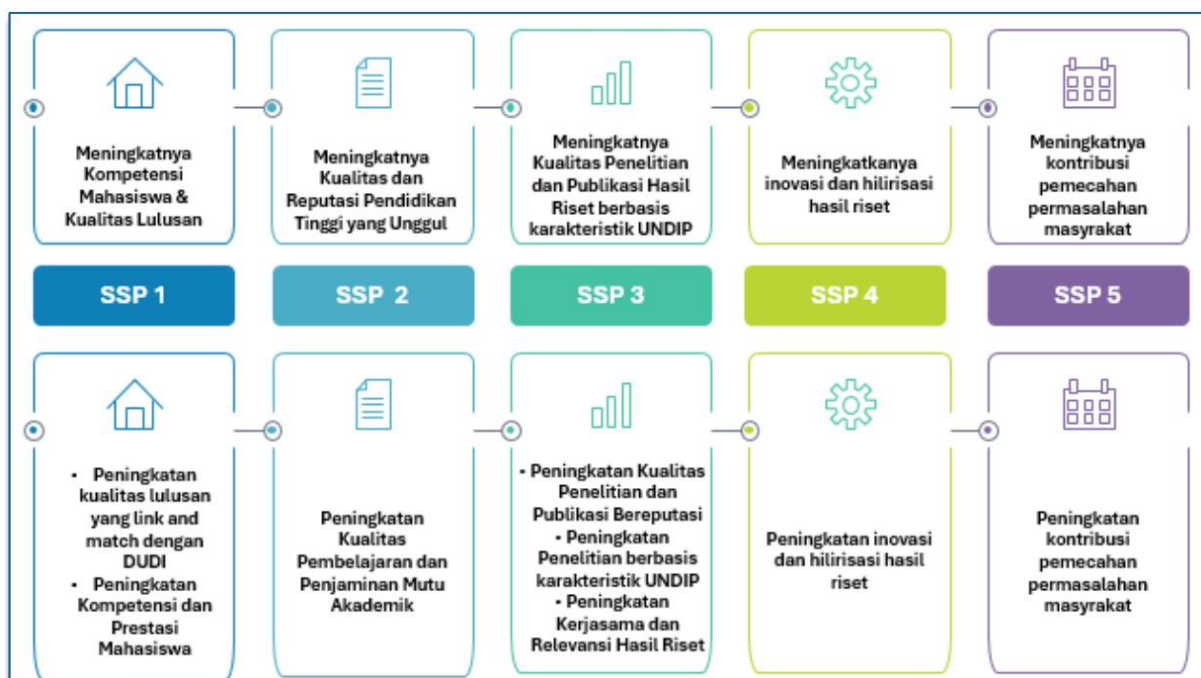 Meningkatnya
Kompetensi
Mahasiswa &
Kualitas Lulusan
Meningkatnya
Kualitas dan
Reputasi Pendidikan
Tinggi yang Unggul
Meningkatnya
Kualitas Penelitian
dan Publikasi Hasil
Riset berbasis
karakteristik UNDIP
Meningkatkanya
inovasi dan hilirisasi
hasil riset
Meningkatnya
kontribusi
pemecahan
permasalahan
masyrakat
SSP 1
SSP 2
SSP 3
SSP 4
SSP 5
• Peningkatan
kualitas lulusan
yang link and
match dengan
DUDI
• Peningkatan
Kompetensi dan
Prestasi
Mahasiswa
Peningkatan
Kualitas
Pembelajaran dan
Penjaminan Mutu
Akademik
• Peningkatan Kualitas
Penelitian dan
Publikasi Bereputasi
• Peningkatan
Penelitian berbasis
karakteristik UNDIP
• Peningkatan
Kerjasama dan
Relevansi Hasil Riset
Peningkatan inovasi
dan hilirisasi hasil
riset
Peningkatan
kontribusi
pemecahan
permasalahan
masyrakat